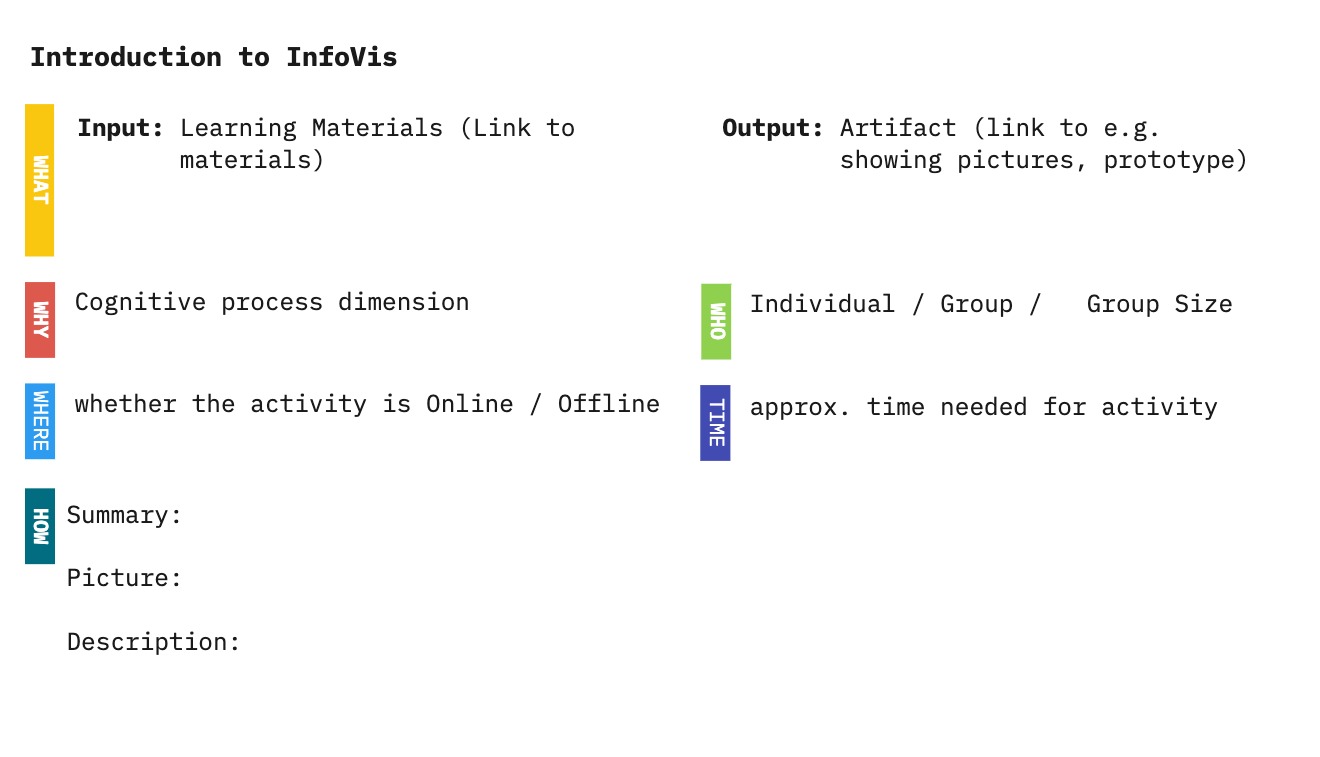 Introduction to InfoVis
WHAT
Input: Learning Materials (Link to
materials)
Output: Artifact (link to e.g.
showing pictures, prototype)
WHY
Cognitive process dimension
WHO
Individual / Group /   Group Size
WHERE
whether the activity is Online / Offline
TIME
approx. time needed for activity
HOW
Summary:
Picture:
Description: